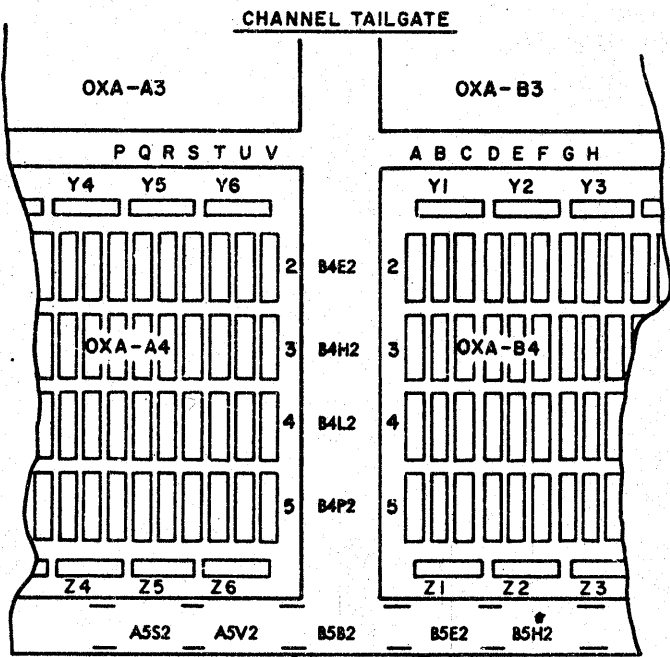 CHANNEL TAILGATE
OXA-A3 OXA-B3
P Q R S T U V A B C D E F G H
Y4 Y5 Y6 Y1 Y2 Y3
2 B4E2 2
OXA-A4 3 B4H2 3 OXA-B4
4 B4L2 4
5 B4P2 5
Z4 Z5 Z6 Z1 Z2 Z3
A5S2 A5V2 B5B2 B5E2 B5H2